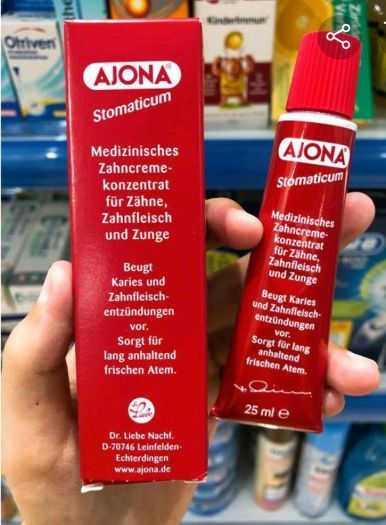 Otriven
KinderImmun
AJONA®
Stomaticum
Medizinisches
Zahncreme-
konzentrat
für Zähne,
Zahnfleisch
und Zunge
Beugt
Karies und
Zahnfleisch-
entzündungen
vor.
Sorgt für lang
anhaltend
frischen Atem.
Dr. Liebe
Dr. Liebe Nachf.
D-70746 Leinfelden-
Echterdingen
www.ajona.de
AJONA®
Stomaticum
Medizinisches
Zahncreme-
konzentrat
für Zähne,
Zahnfleisch
und Zunge
Beugt Karies
und Zahnfleisch-
entzündungen
vor.
Sorgt für lang
anhaltend
frischen Atem.
25 ml e